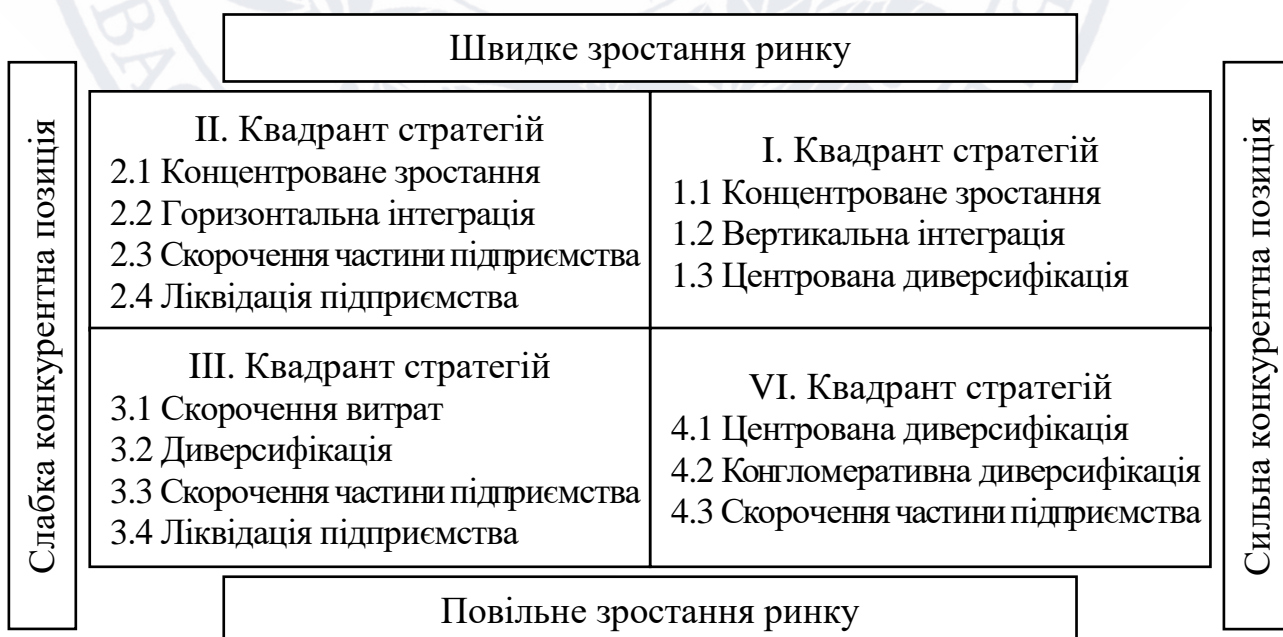 Швидке зростання ринку
Слабка конкурентна позиція
II. Квадрант стратегій
2.1 Концентроване зростання
2.2 Горизонтальна інтеграція
2.3 Скорочення частини підприємства
2.4 Ліквідація підприємства
I. Квадрант стратегій
1.1 Концентроване зростання
1.2 Вертикальна інтеграція
1.3 Центрована диверсифікація
III. Квадрант стратегій
3.1 Скорочення витрат
3.2 Диверсифікація
3.3 Скорочення частини підприємства
3.4 Ліквідація підприємства
VI. Квадрант стратегій
4.1 Центрована диверсифікація
4.2 Конгломеративна диверсифікація
4.3 Скорочення частини підприємства
Сильна конкурентна позиція
Повільне зростання ринку